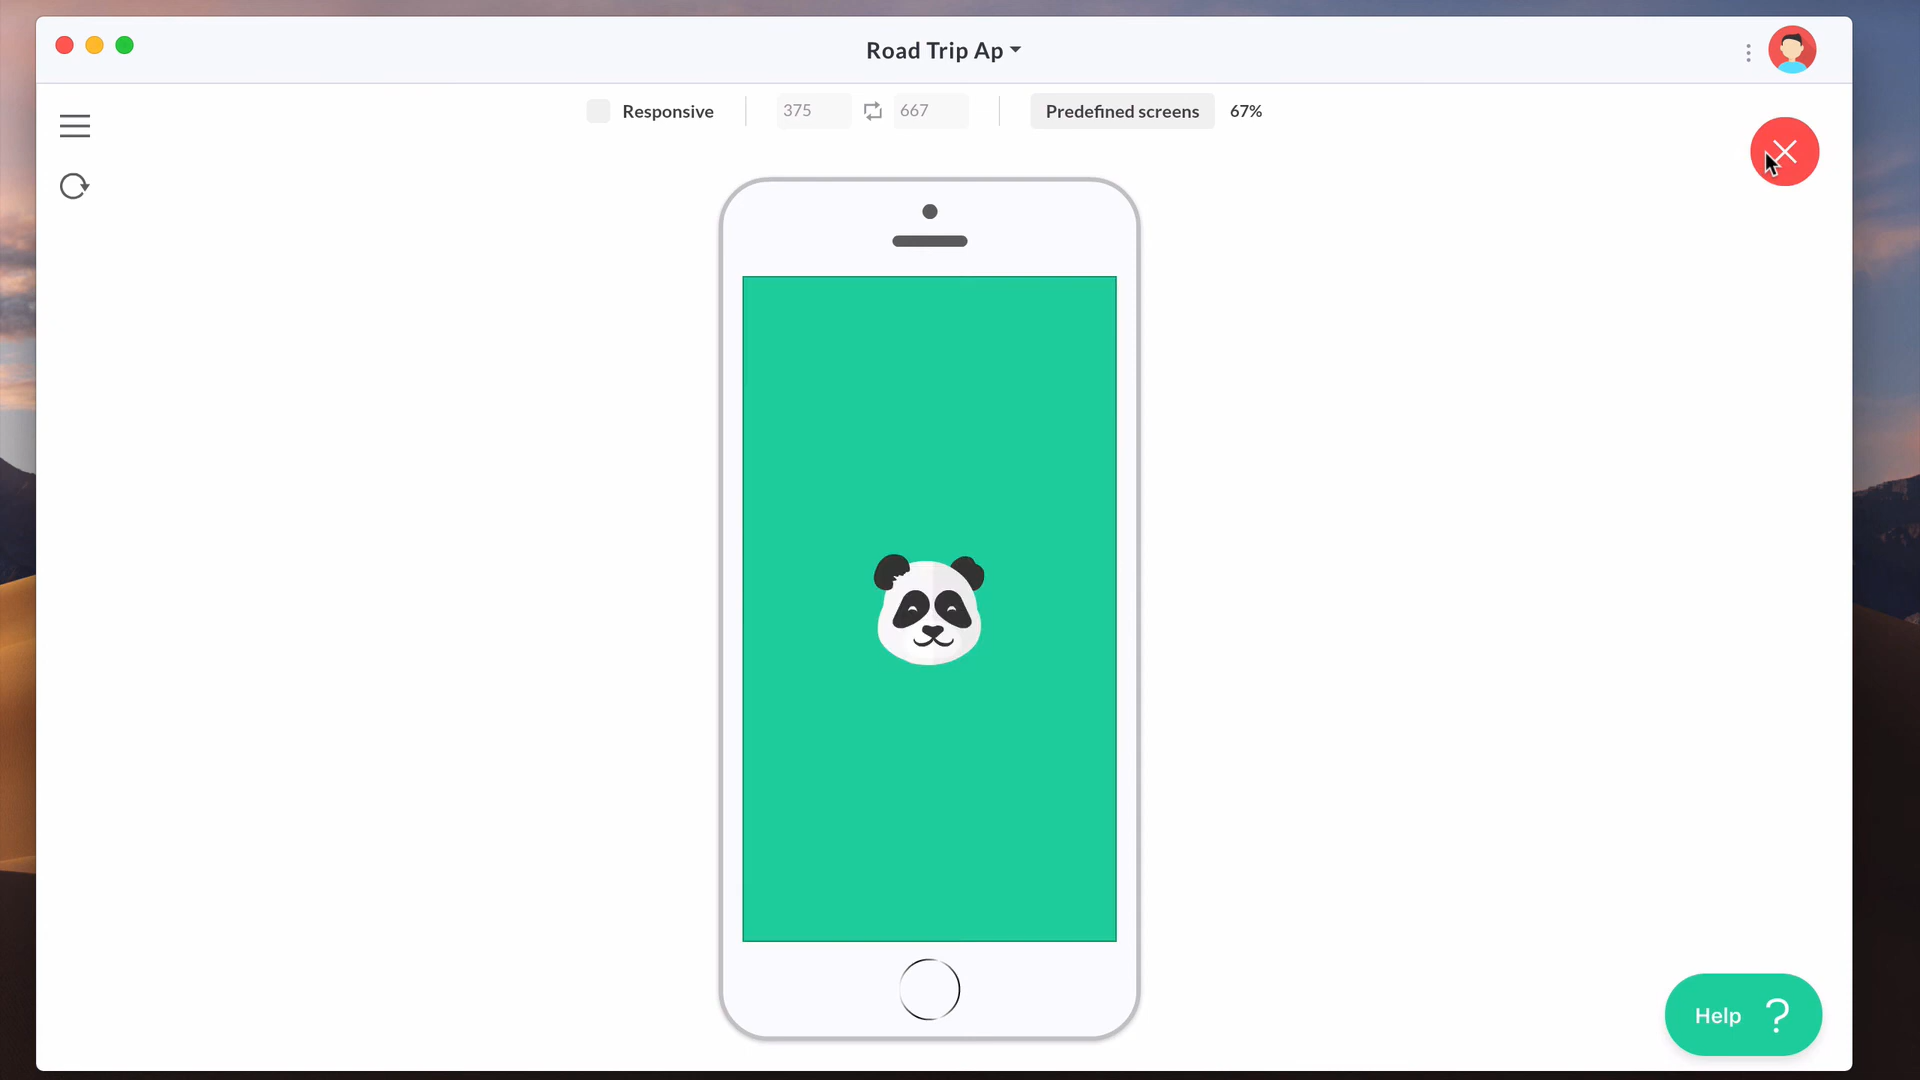 Road Trip Ap
Responsive
375
667
Predefined screens
67%
Help ?